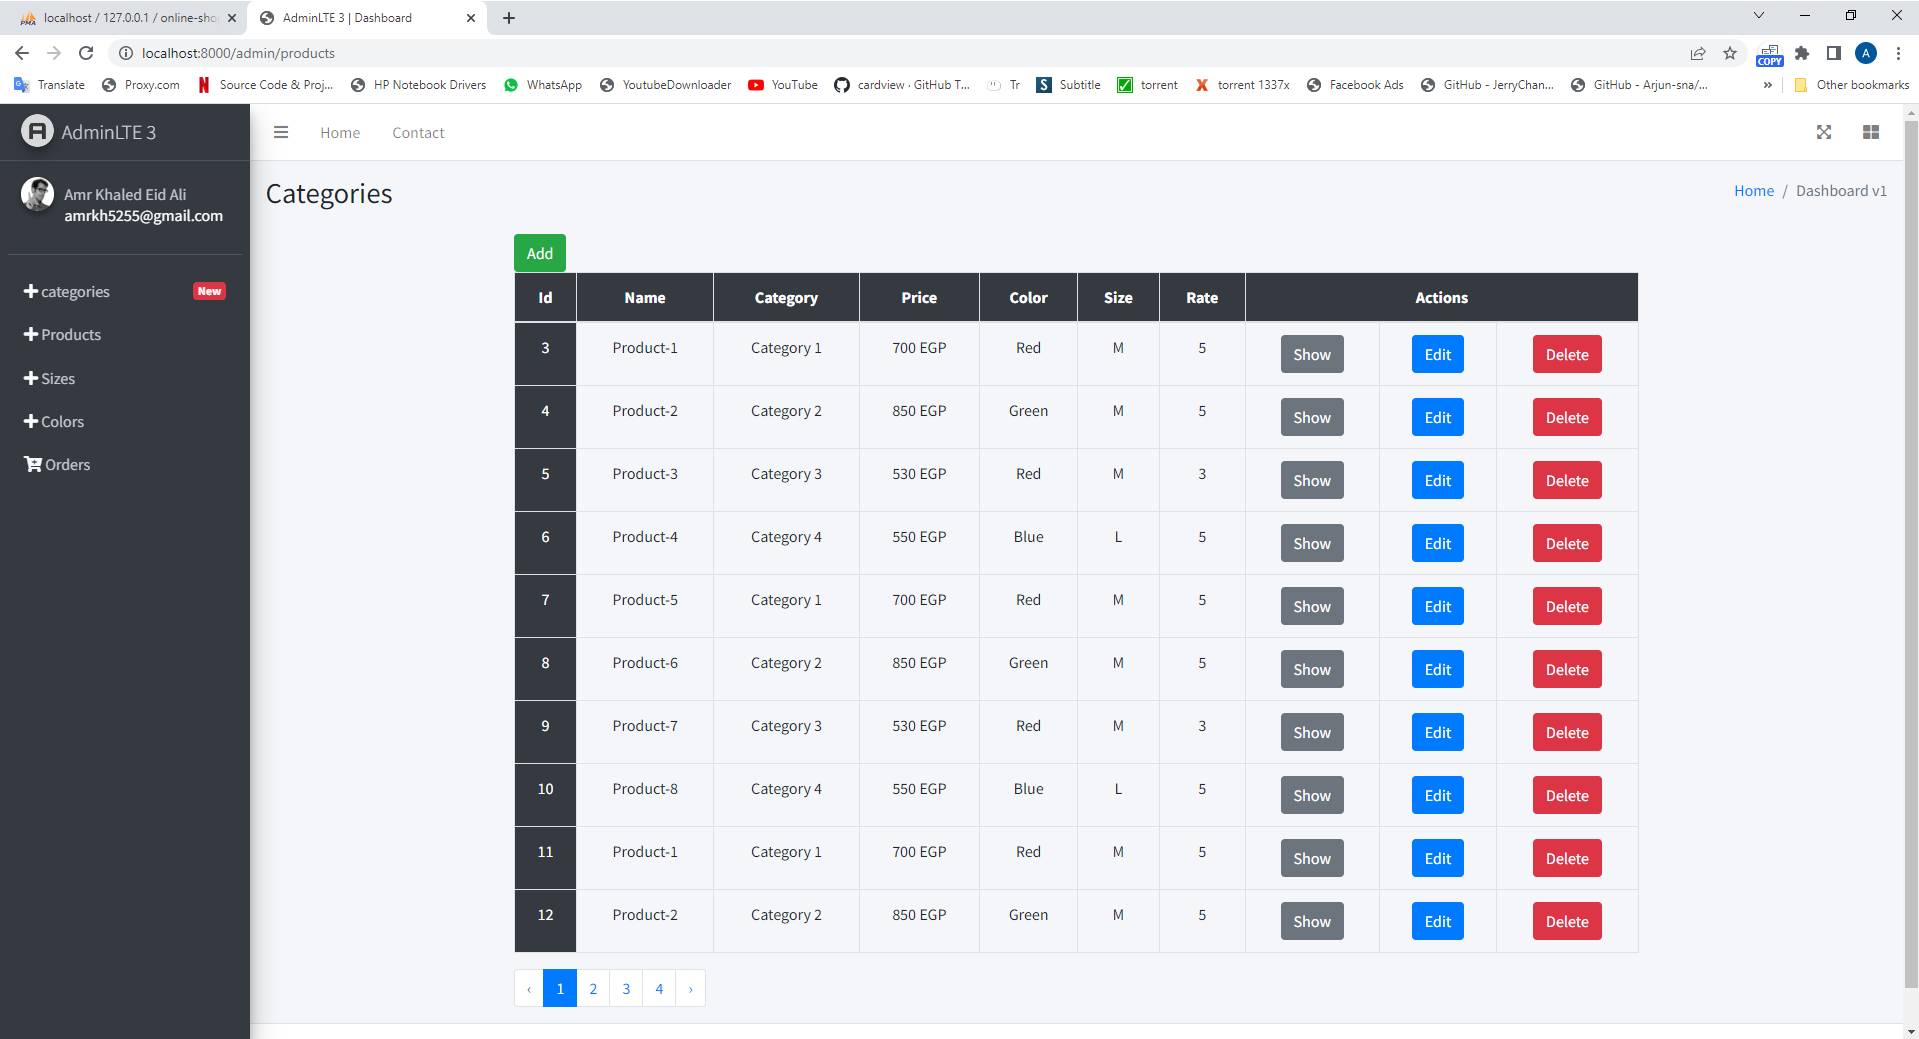 localhost / 127.0.0.1 / online-sho
AdminLTE 3 | Dashboard
localhost:8000/admin/products
COPY
A
Translate
Proxy.com
Source Code & Proj...
HP Notebook Drivers
WhatsApp
YoutubeDownloader
YouTube
cardview · GitHub T...
Tr
Subtitle
torrent
torrent 1337x
Facebook Ads
GitHub - JerryChan...
GitHub - Arjun-sna/...
»
Other bookmarks
AdminLTE 3
Home
Contact
Amr Khaled Eid Ali
amrkh5255@gmail.com
categories New
Products
Sizes
Colors
Orders
Categories
Home / Dashboard v1
Add
Id Name Category Price Color Size Rate Actions
3 Product-1 Category 1 700 EGP Red M 5 Show Edit Delete
4 Product-2 Category 2 850 EGP Green M 5 Show Edit Delete
5 Product-3 Category 3 530 EGP Red M 3 Show Edit Delete
6 Product-4 Category 4 550 EGP Blue L 5 Show Edit Delete
7 Product-5 Category 1 700 EGP Red M 5 Show Edit Delete
8 Product-6 Category 2 850 EGP Green M 5 Show Edit Delete
9 Product-7 Category 3 530 EGP Red M 3 Show Edit Delete
10 Product-8 Category 4 550 EGP Blue L 5 Show Edit Delete
11 Product-1 Category 1 700 EGP Red M 5 Show Edit Delete
12 Product-2 Category 2 850 EGP Green M 5 Show Edit Delete
‹ 1 2 3 4 ›